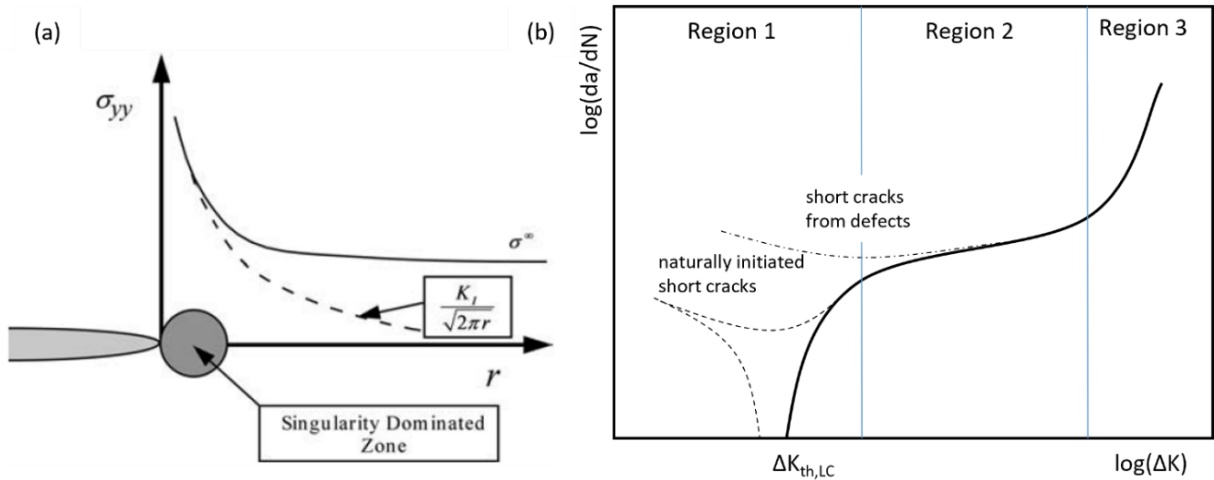 (a)
σyy
σ∞
K_I
√2πr
r
Singularity Dominated
Zone
(b)
log(da/dN)
Region 1
Region 2
Region 3
short cracks
from defects
naturally initiated
short cracks
ΔKth,LC
log(ΔK)